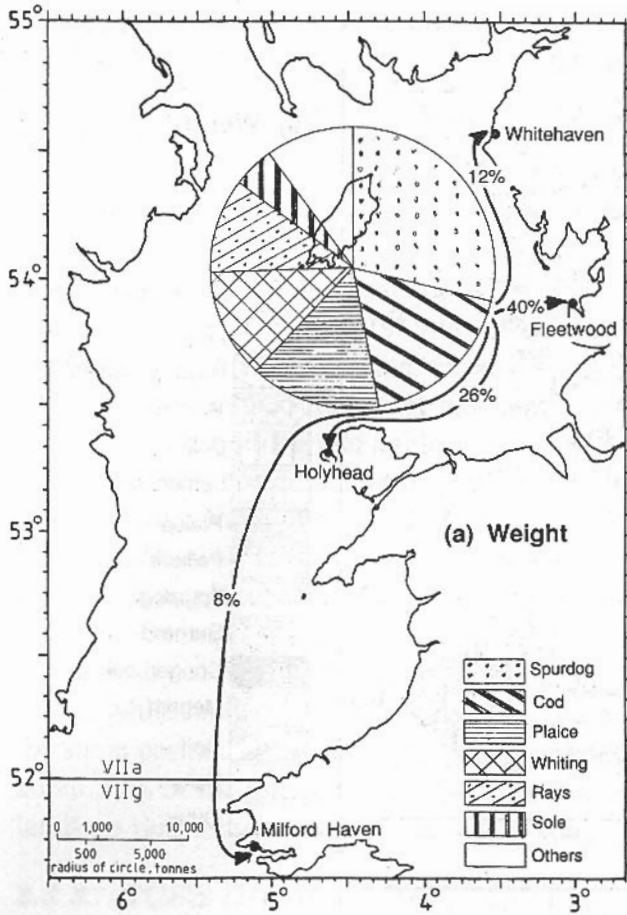 55°
Whitehaven
12%
54°
40%
Fleetwood
26%
Holyhead
53°
(a) Weight
8%
Spurdog
Cod
Plaice
Whiting
Rays
Sole
Others
VIIa
52°
VIIg
0 1,000 10,000
500 5,000
radius of circle, tonnes
Milford Haven
6° 5° 4° 3°